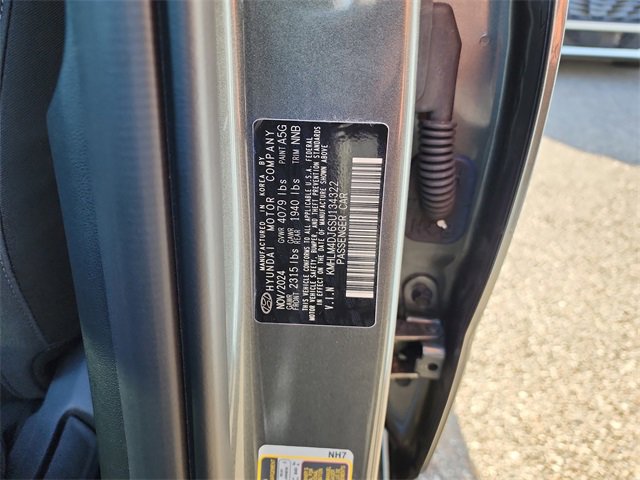 MANUFACTURED IN KOREA BY
HYUNDAI MOTOR COMPANY
NOV/2024 GVWR 4079 lbs PAINT A5G
GAWR FRONT 2315 lbs GAWR REAR 1940 lbs TRIM NNB
THIS VEHICLE CONFORMS TO ALL APPLICABLE U.S.A. FEDERAL
MOTOR VEHICLE SAFETY, BUMPER, AND THEFT PREVENTION STANDARDS
IN EFFECT ON THE DATE OF MANUFACTURE SHOWN ABOVE
V.I.N KMHLM4DJ6SU134322
PASSENGER CAR
NH7